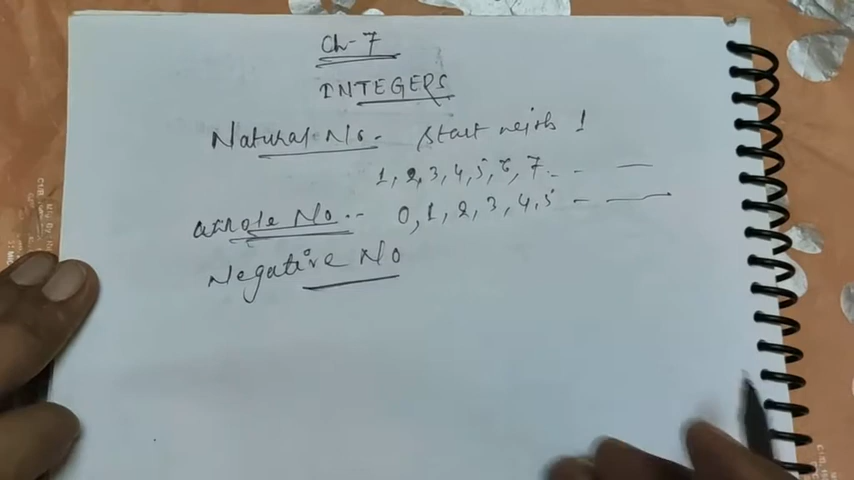 Ch-7
INTEGERS
Natural No. Start with 1
1, 2, 3, 4, 5, 6, 7 - - —
Whole No. - 0, 1, 2, 3, 4, 5 - —
Negative No